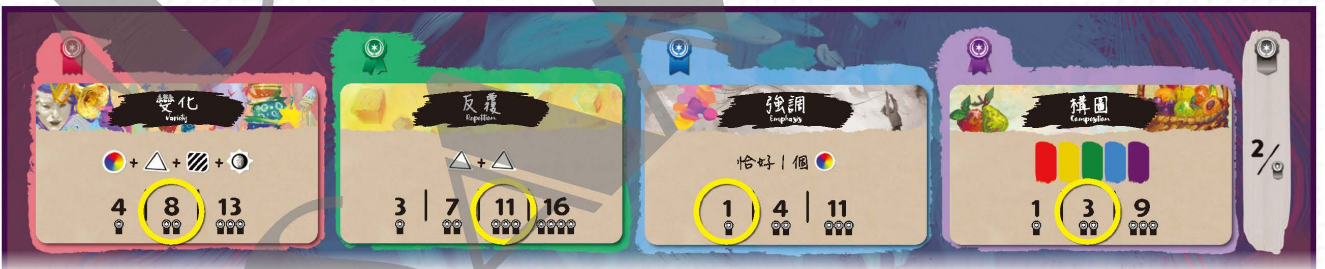 變化
Variety
4 | 8 | 13
反覆
Repetition
3 | 7 | 11 | 16
強調
Emphasis
恰好1個
1 | 4 | 11
構圖
Composition
1 | 3 | 9
2/